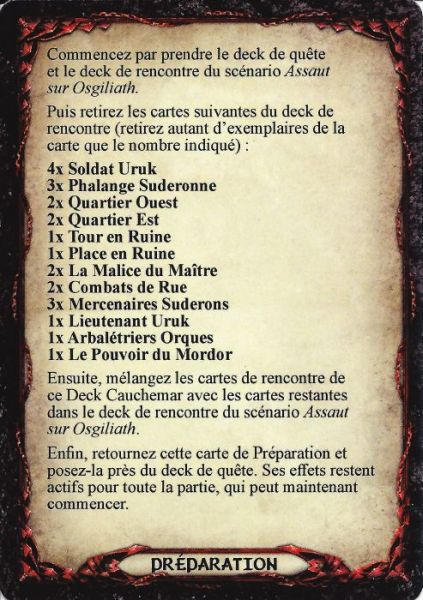 Commencez par prendre le deck de quête
et le deck de rencontre du scénario Assaut
sur Osgiliath.
Puis retirez les cartes suivantes du deck de
rencontre (retirez autant d'exemplaires de la
carte que le nombre indiqué) :
4x Soldat Uruk
3x Phalange Suderonne
2x Quartier Ouest
2x Quartier Est
1x Tour en Ruine
1x Place en Ruine
2x La Malice du Maître
2x Combats de Rue
3x Mercenaires Suderons
1x Lieutenant Uruk
1x Arbalétriers Orques
1x Le Pouvoir du Mordor
Ensuite, mélangez les cartes de rencontre de
ce Deck Cauchemar avec les cartes restantes
dans le deck de rencontre du scénario Assaut
sur Osgiliath.
Enfin, retournez cette carte de Préparation et
posez-la près du deck de quête. Ses effets restent
actifs pour toute la partie, qui peut maintenant
commencer.
PRÉPARATION